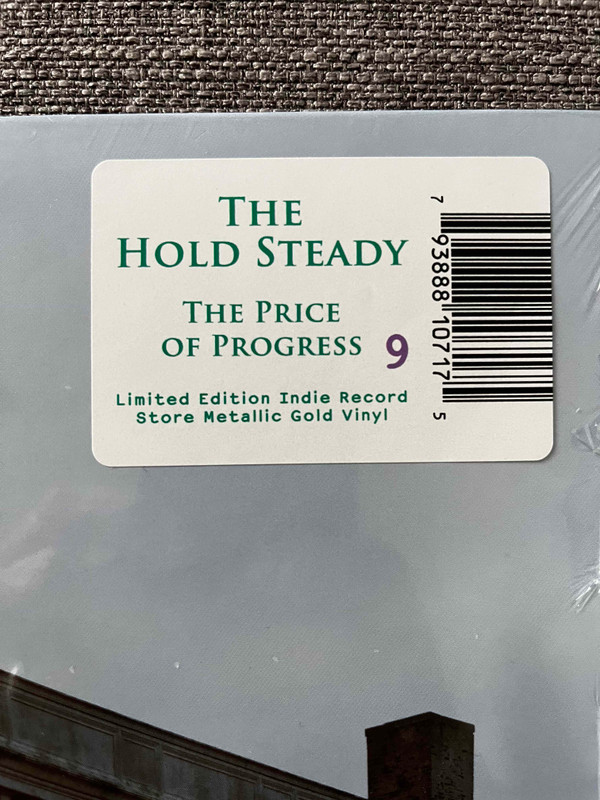 THE
HOLD STEADY
THE PRICE
OF PROGRESS
9
Limited Edition Indie Record
Store Metallic Gold Vinyl
7 93888 10717 5